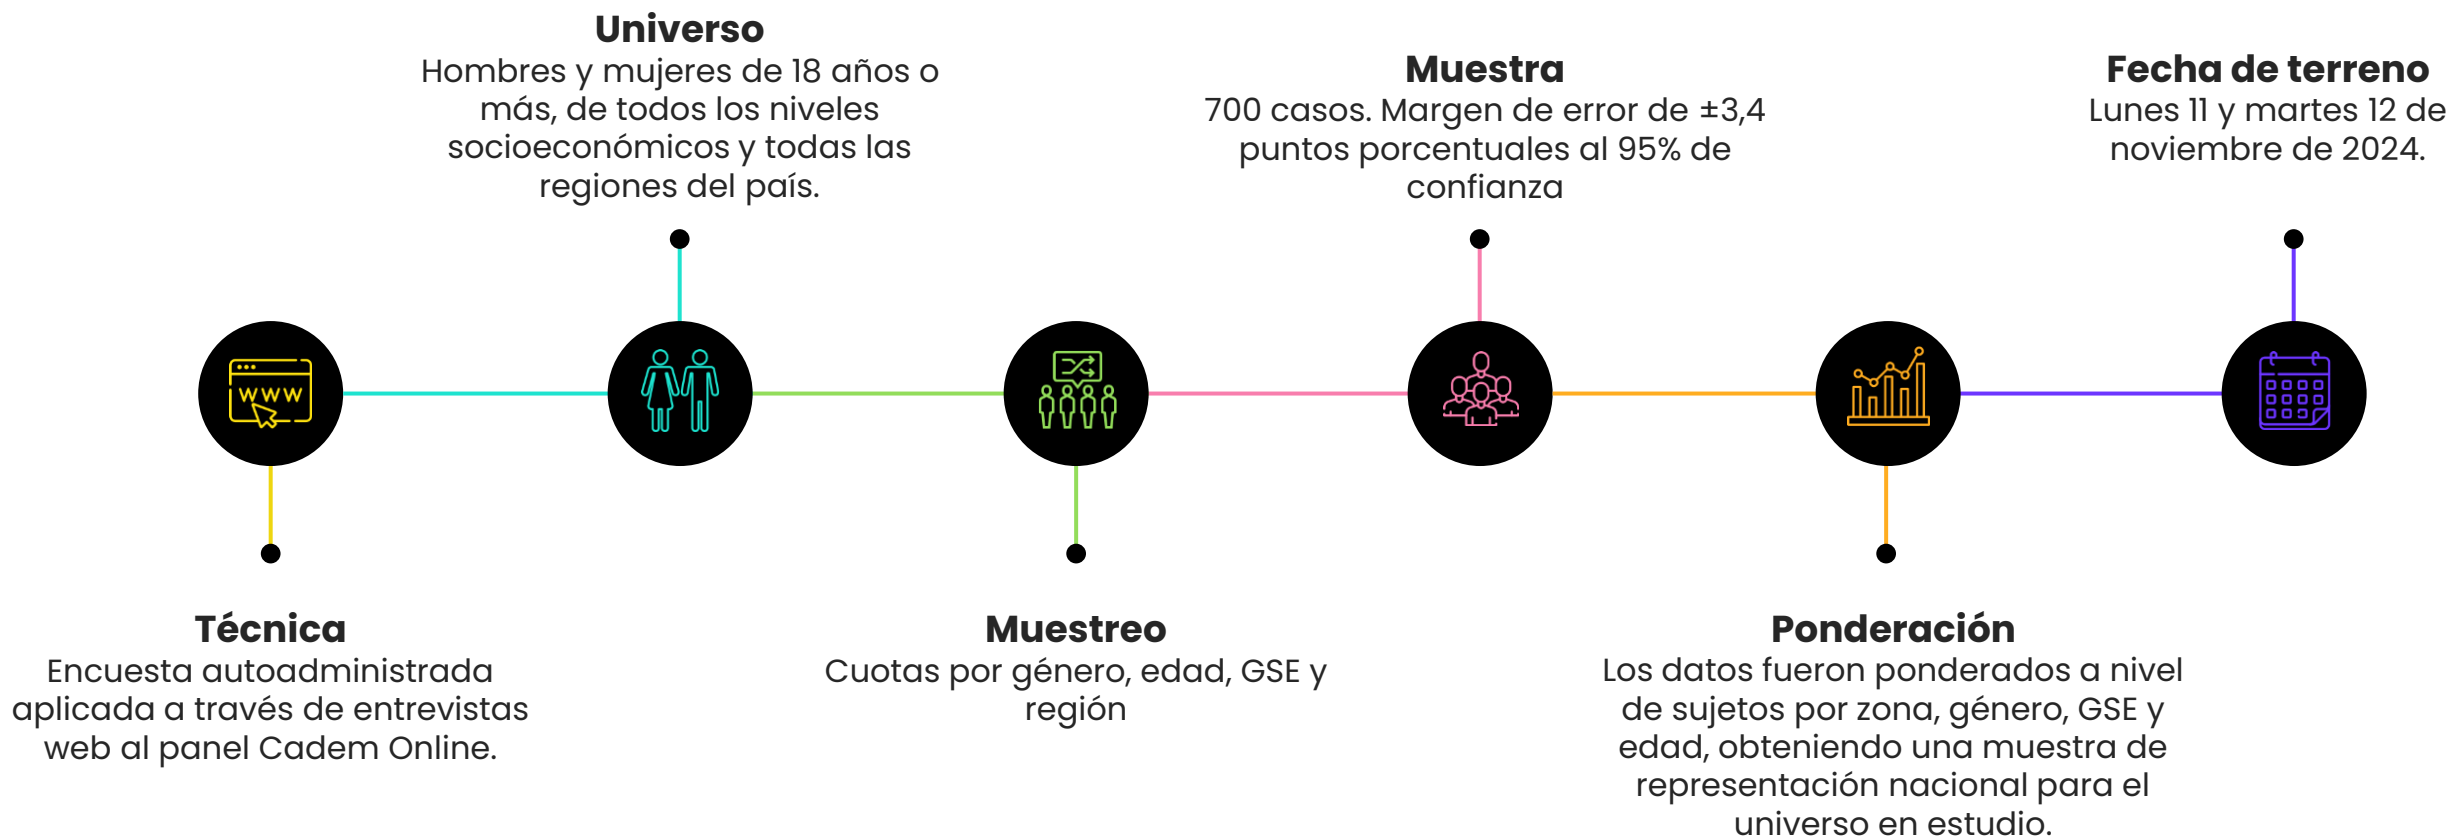 Universo
Hombres y mujeres de 18 años o
más, de todos los niveles
socioeconómicos y todas las
regiones del país.
Muestra
700 casos. Margen de error de ±3,4
puntos porcentuales al 95% de
confianza
Fecha de terreno
Lunes 11 y martes 12 de
noviembre de 2024.
WWW
Técnica
Encuesta autoadministrada
aplicada a través de entrevistas
web al panel Cadem Online.
Muestreo
Cuotas por género, edad, GSE y
región
Ponderación
Los datos fueron ponderados a nivel
de sujetos por zona, género, GSE y
edad, obteniendo una muestra de
representación nacional para el
universo en estudio.